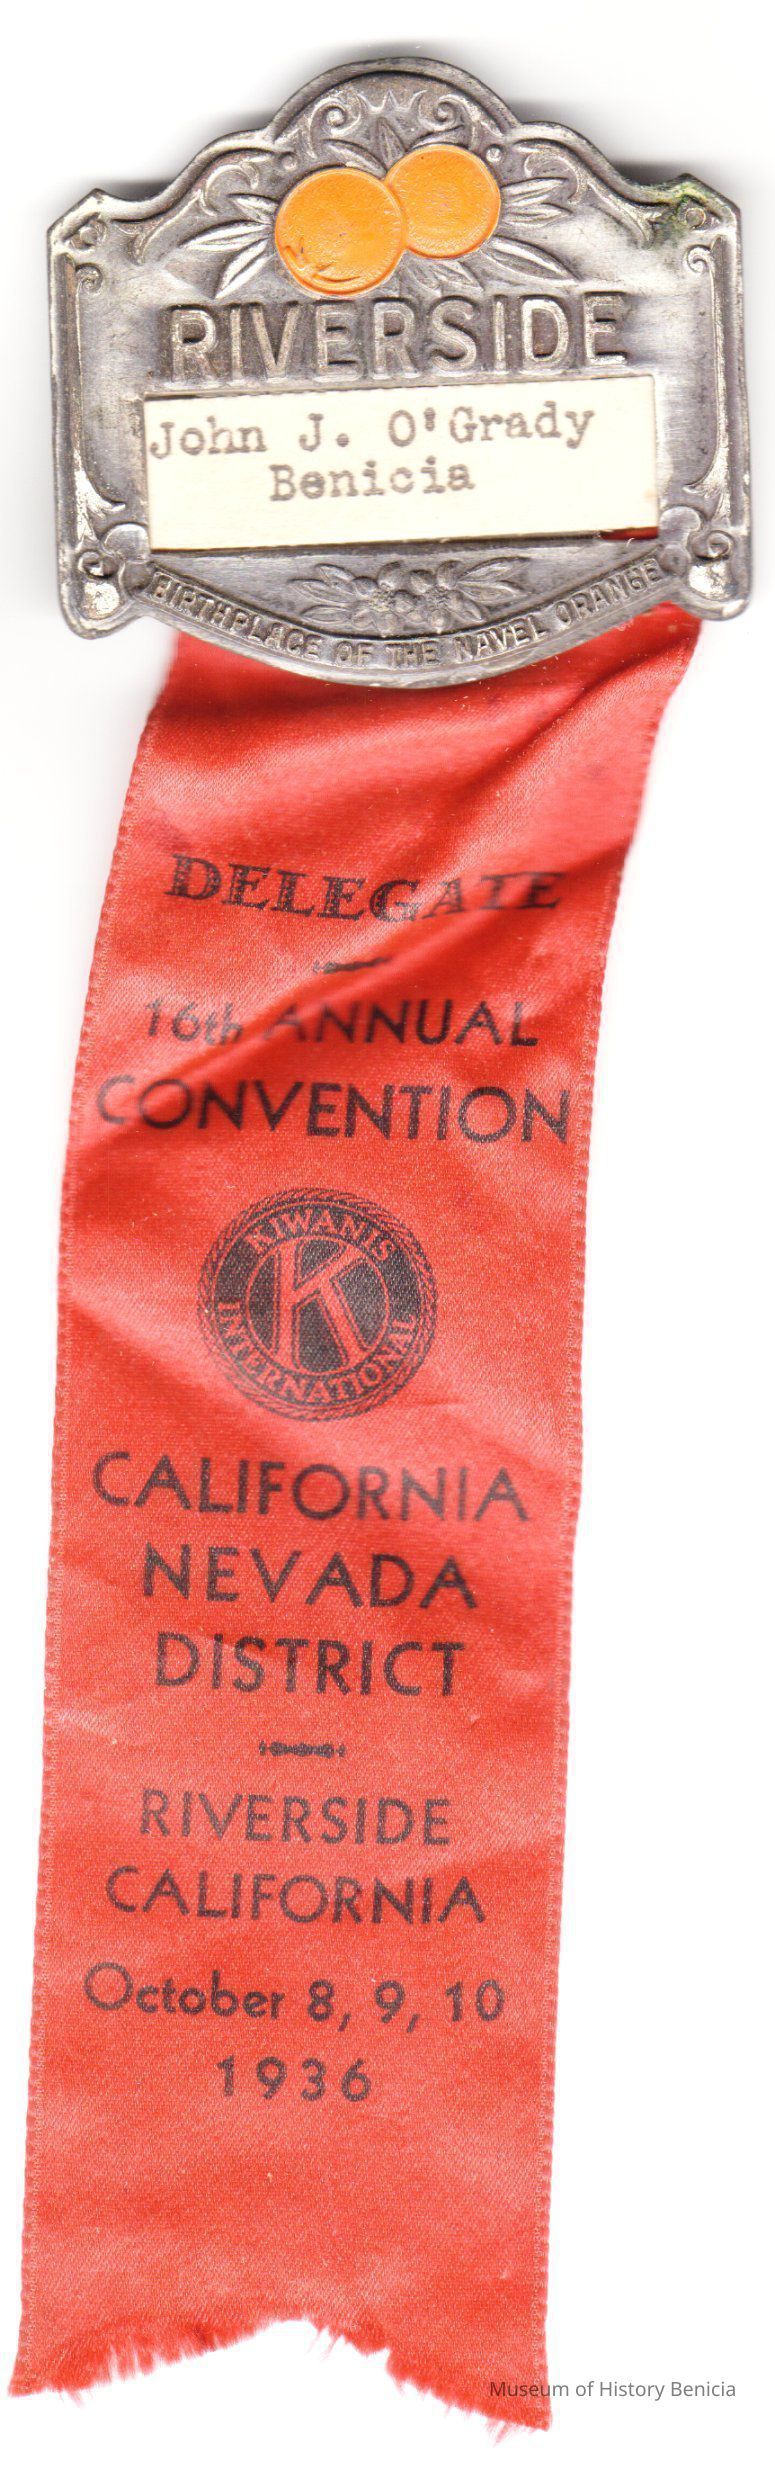 RIVERSIDE
John J. O'Grady
Benicia
BIRTHPLACE OF THE NAVEL ORANGE
DELEGATE
16th ANNUAL
CONVENTION
KIWANIS
K
INTERNATIONAL
CALIFORNIA
NEVADA
DISTRICT
RIVERSIDE
CALIFORNIA
October 8, 9, 10
1936
Museum of History Benicia